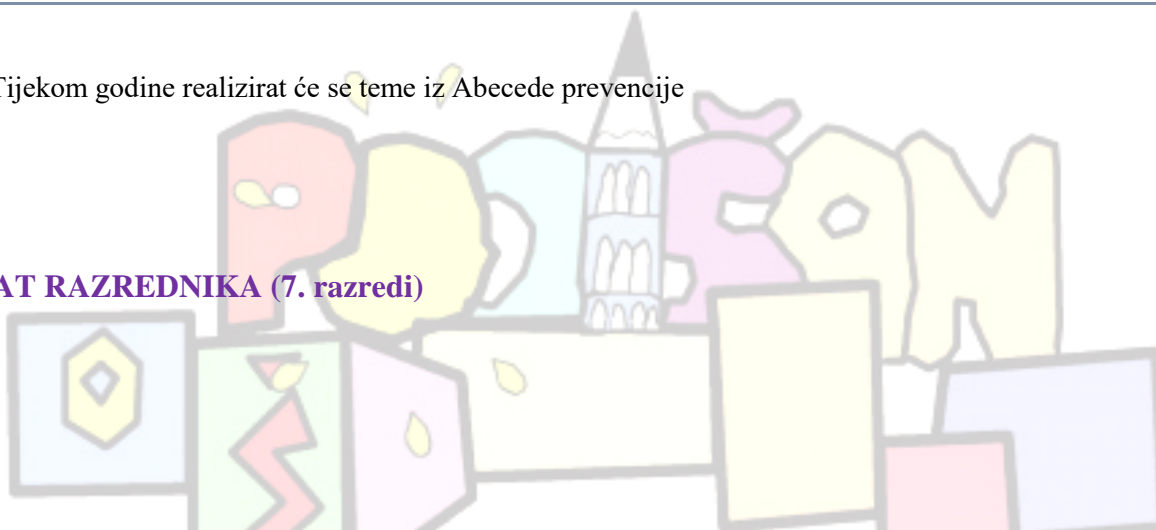 Tijekom godine realizirat će se teme iz Abecede prevencije
AT RAZREDNIKA (7. razredi)